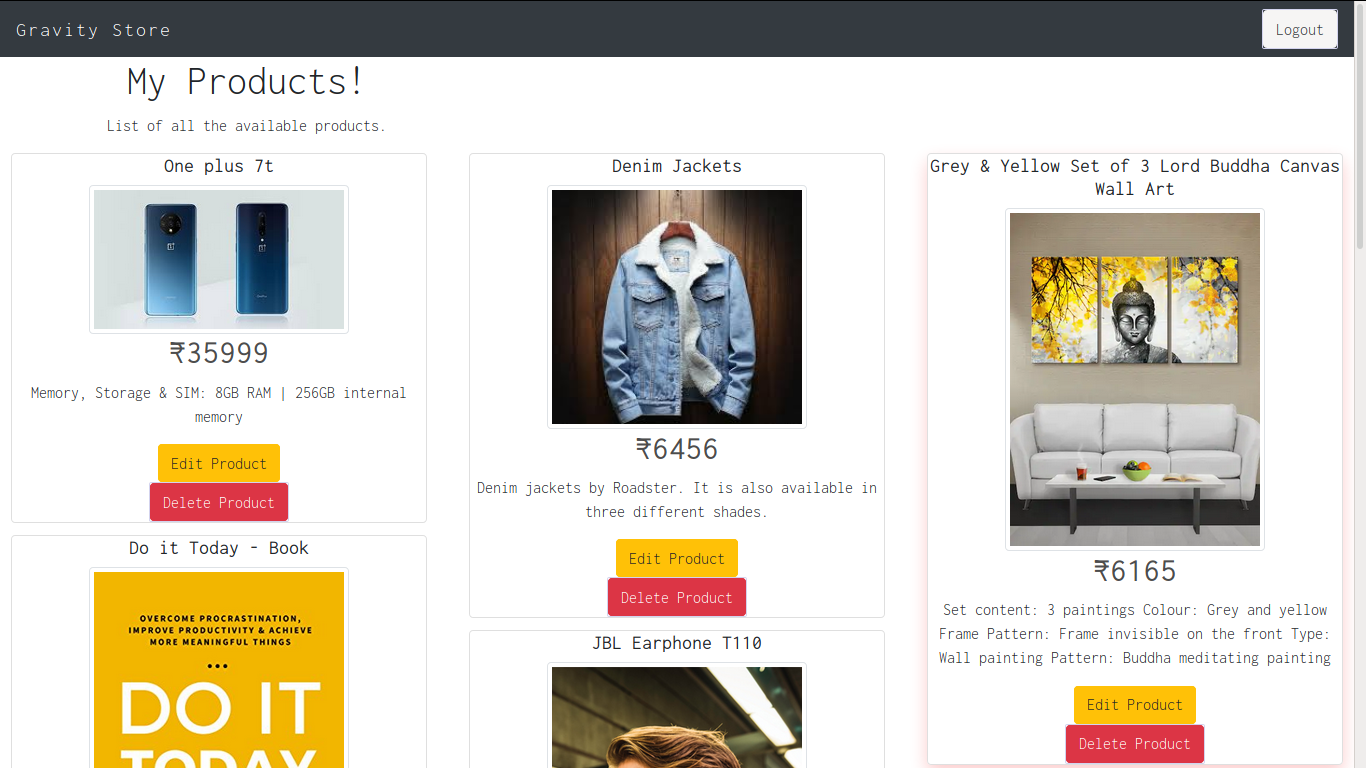 Gravity Store
Logout
My Products!
List of all the available products.
One plus 7t
₹35999
Memory, Storage & SIM: 8GB RAM | 256GB internal
memory
Edit Product
Delete Product
Do it Today - Book
OVERCOME PROCRASTINATION,
IMPROVE PRODUCTIVITY & ACHIEVE
MORE MEANINGFUL THINGS
DO IT
TODAY
Denim Jackets
₹6456
Denim jackets by Roadster. It is also available in
three different shades.
Edit Product
Delete Product
JBL Earphone T110
Grey & Yellow Set of 3 Lord Buddha Canvas
Wall Art
₹6165
Set content: 3 paintings Colour: Grey and yellow
Frame Pattern: Frame invisible on the front Type:
Wall painting Pattern: Buddha meditating painting
Edit Product
Delete Product